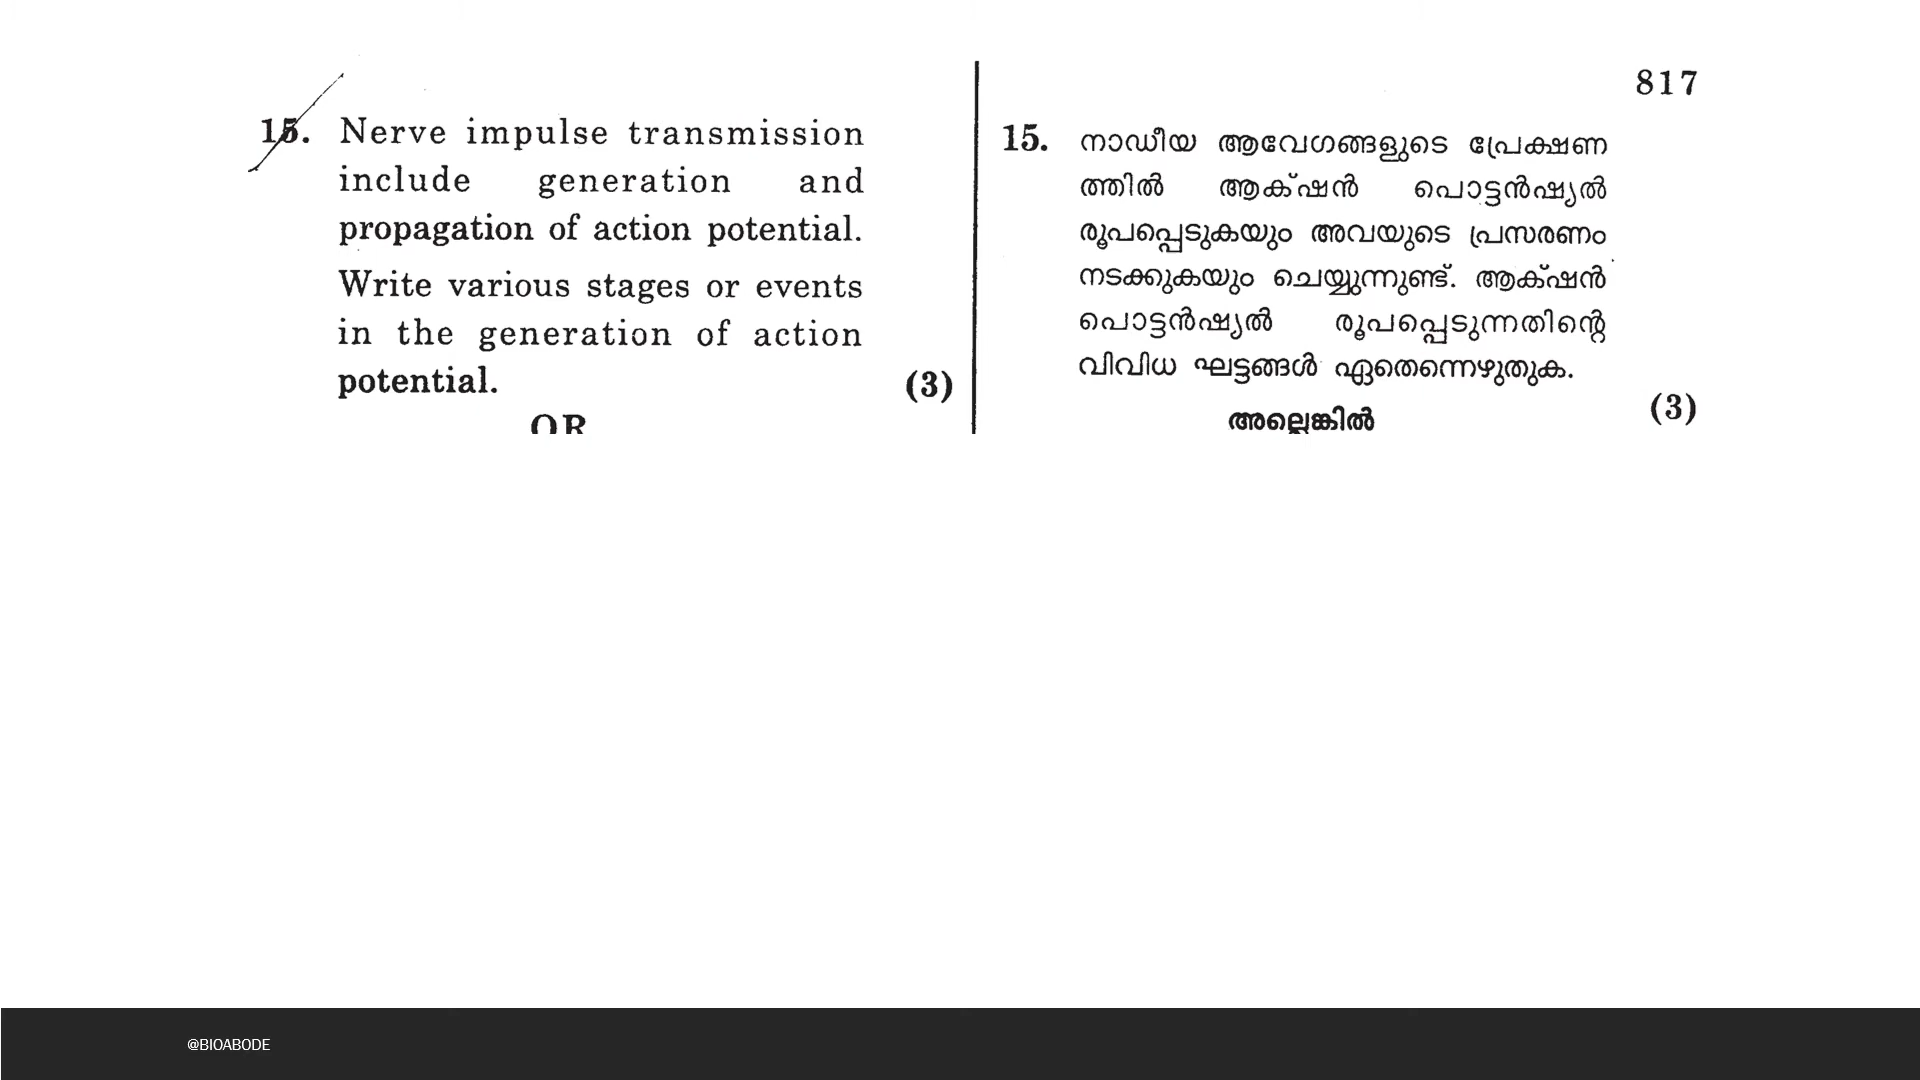 817
15. Nerve impulse transmission
include generation and
propagation of action potential.
Write various stages or events
in the generation of action
potential. (3)
OR
15. നാഡീയ ആവേഗങ്ങളുടെ പ്രേക്ഷണ
ത്തിൽ ആക്ഷൻ പൊട്ടൻഷ്യൽ
രൂപപ്പെടുകയും അവയുടെ പ്രസരണം
നടക്കുകയും ചെയ്യുന്നുണ്ട്. ആക്ഷൻ
പൊട്ടൻഷ്യൽ രൂപപ്പെടുന്നതിന്റെ
വിവിധ ഘട്ടങ്ങൾ ഏതെന്നെഴുതുക.
(3)
അല്ലെങ്കിൽ
@BIOABODE